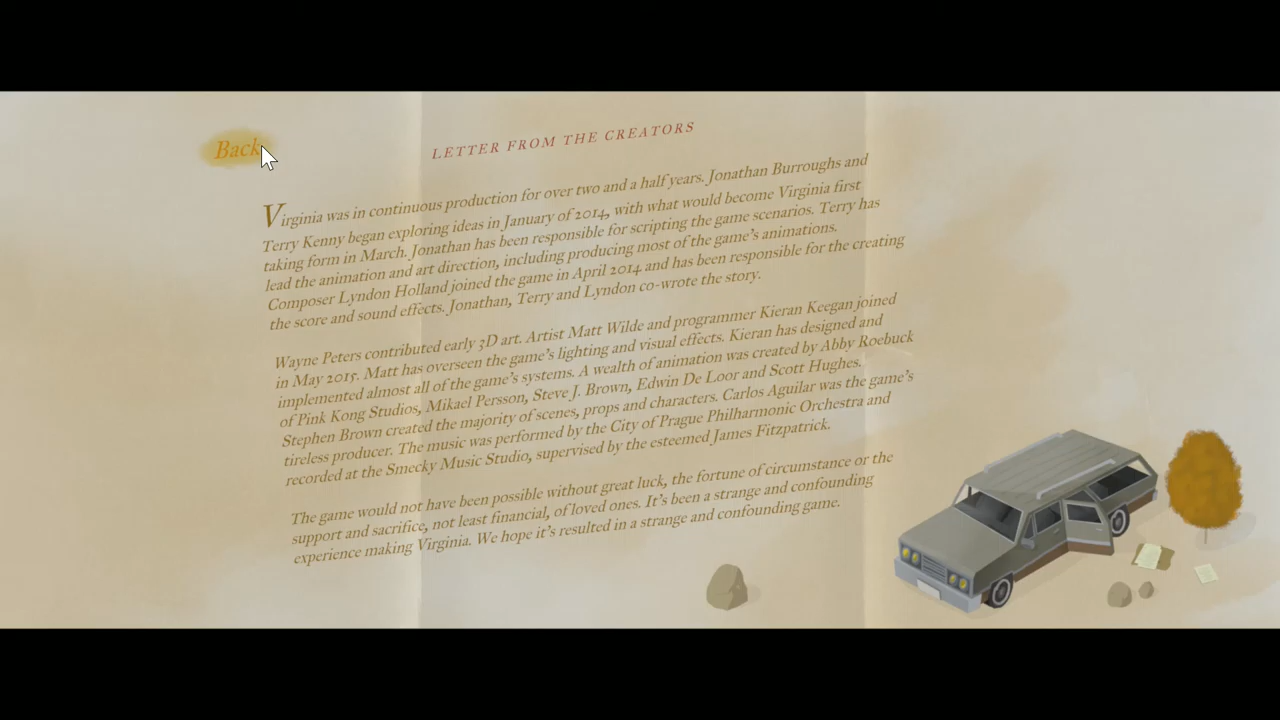 Back
LETTER FROM THE CREATORS
Virginia was in continuous production for over two and a half years. Jonathan Burroughs and
Terry Kenny began exploring ideas in January of 2014, with what would become Virginia first
taking form in March. Jonathan has been responsible for scripting the game scenarios. Terry has
lead the animation and art direction, including producing most of the game's animations.
Composer Lyndon Holland joined the game in April 2014 and has been responsible for the creating
the score and sound effects. Jonathan, Terry and Lyndon co-wrote the story.
Wayne Peters contributed early 3D art. Artist Matt Wilde and programmer Kieran Keegan joined
in May 2015. Matt has overseen the game's lighting and visual effects. Kieran has designed and
implemented almost all of the game's systems. A wealth of animation was created by Abby Roebuck
of Pink Kong Studios, Mikael Persson, Steve J. Brown, Edwin De Loor and Scott Hughes.
Stephen Brown created the majority of scenes, props and characters. Carlos Aguilar was the game's
tireless producer. The music was performed by the City of Prague Philharmonic Orchestra and
recorded at the Smecky Music Studio, supervised by the esteemed James Fitzpatrick.
The game would not have been possible without great luck, the fortune of circumstance or the
support and sacrifice, not least financial, of loved ones. It's been a strange and confounding
experience making Virginia. We hope it's resulted in a strange and confounding game.